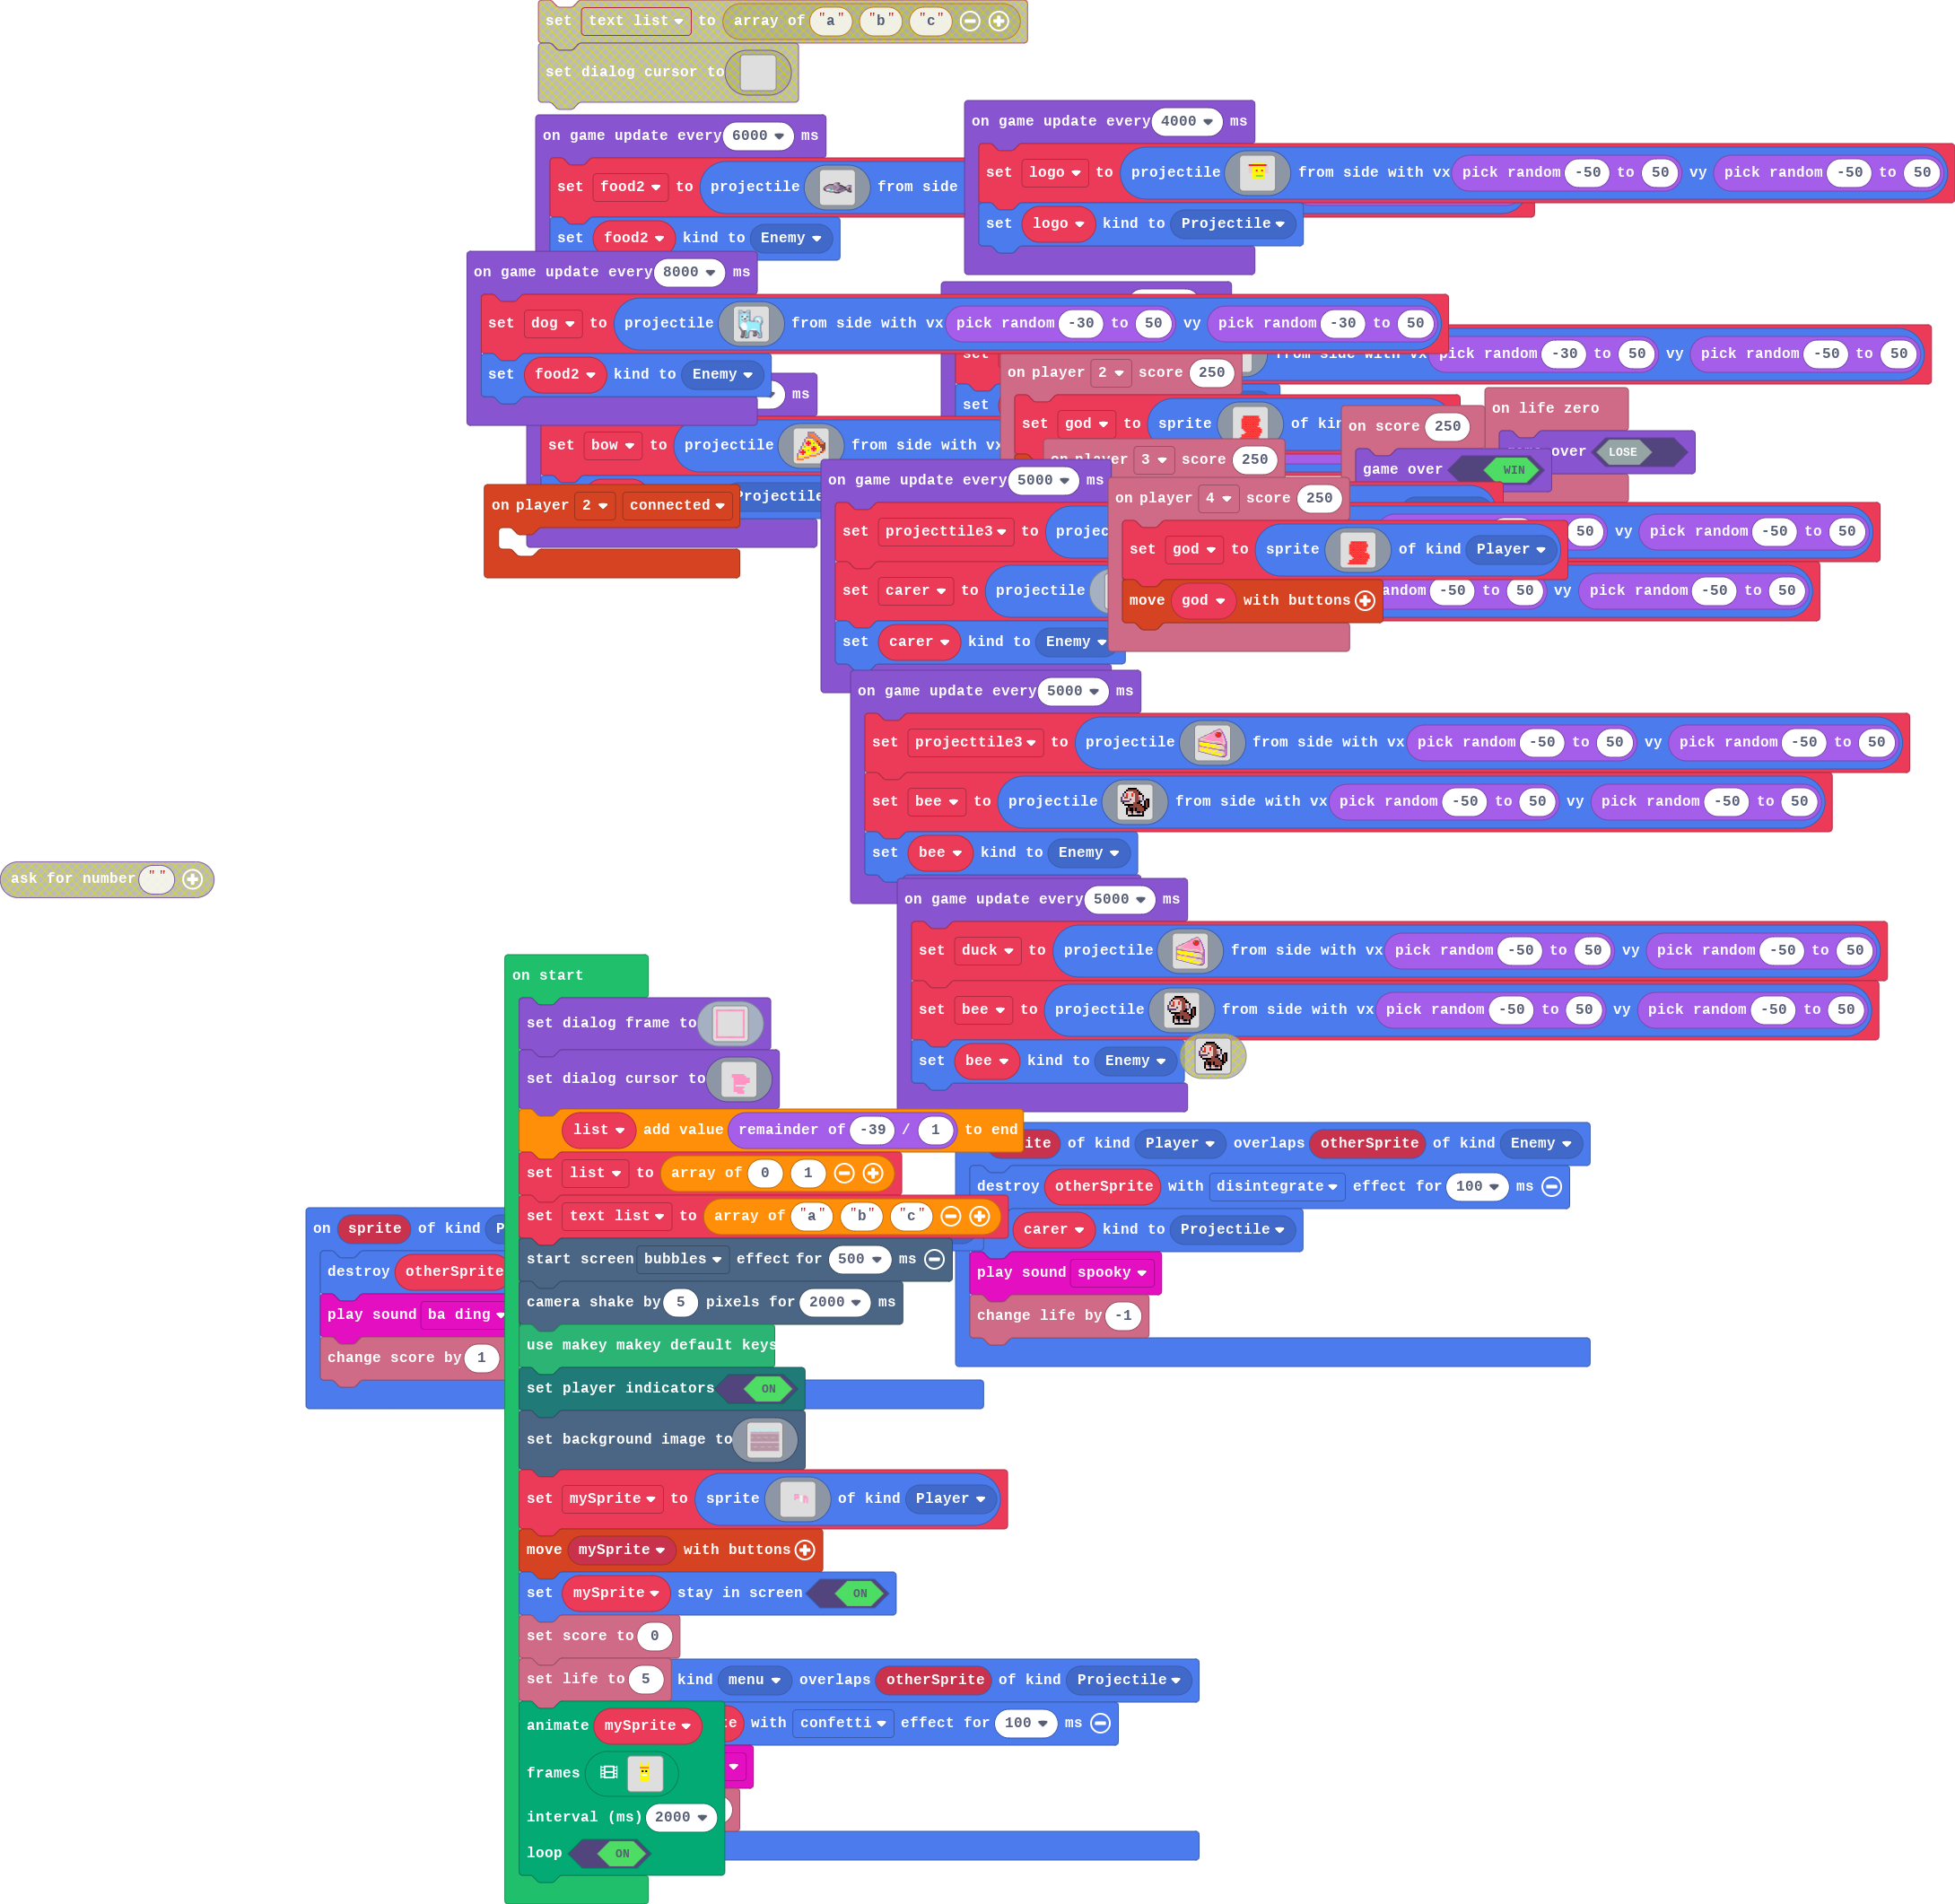 set text list to array of "a" "b" "c"
set dialog cursor to
on game update every 6000 ms
set food2 to projectile from side
set food2 kind to Enemy
on game update every 4000 ms
set logo to projectile from side with vx pick random -50 to 50 vy pick random -50 to 50
set logo kind to Projectile
on game update every 8000 ms
set dog to projectile from side with vx pick random -30 to 50 vy pick random -30 to 50
set food2 kind to Enemy
from side with vx pick random -30 to 50 vy pick random -50 to 50
set
ms
set bow to projectile from side with vx
Projectile
on player 2 score 250
set god to sprite of kin
on player 3 score 250
on score 250
game over WIN
on life zero
over LOSE
on player 2 connected
on game update every 5000 ms
set projecttile3 to projec
50 vy pick random -50 to 50
set carer to projectile
andom -50 to 50 vy pick random -50 to 50
set carer kind to Enemy
on player 4 score 250
set god to sprite of kind Player
move god with buttons
on game update every 5000 ms
set projecttile3 to projectile from side with vx pick random -50 to 50 vy pick random -50 to 50
set bee to projectile from side with vx pick random -50 to 50 vy pick random -50 to 50
set bee kind to Enemy
ask for number " "
on game update every 5000 ms
set duck to projectile from side with vx pick random -50 to 50 vy pick random -50 to 50
set bee to projectile from side with vx pick random -50 to 50 vy pick random -50 to 50
set bee kind to Enemy
on start
set dialog frame to
set dialog cursor to
list add value remainder of -39 / 1 to end
set list to array of 0 1
set text list to array of "a" "b" "c"
start screen bubbles effect for 500 ms
camera shake by 5 pixels for 2000 ms
use makey makey default keys
set player indicators ON
set background image to
set mySprite to sprite of kind Player
move mySprite with buttons
set mySprite stay in screen ON
set score to 0
set life to 5
animate mySprite
frames
interval (ms) 2000
loop ON
ite of kind Player overlaps otherSprite of kind Enemy
destroy otherSprite with disintegrate effect for 100 ms
carer kind to Projectile
play sound spooky
change life by -1
on sprite of kind P
destroy otherSprite
play sound ba ding
change score by 1
kind menu overlaps otherSprite of kind Projectile
te with confetti effect for 100 ms